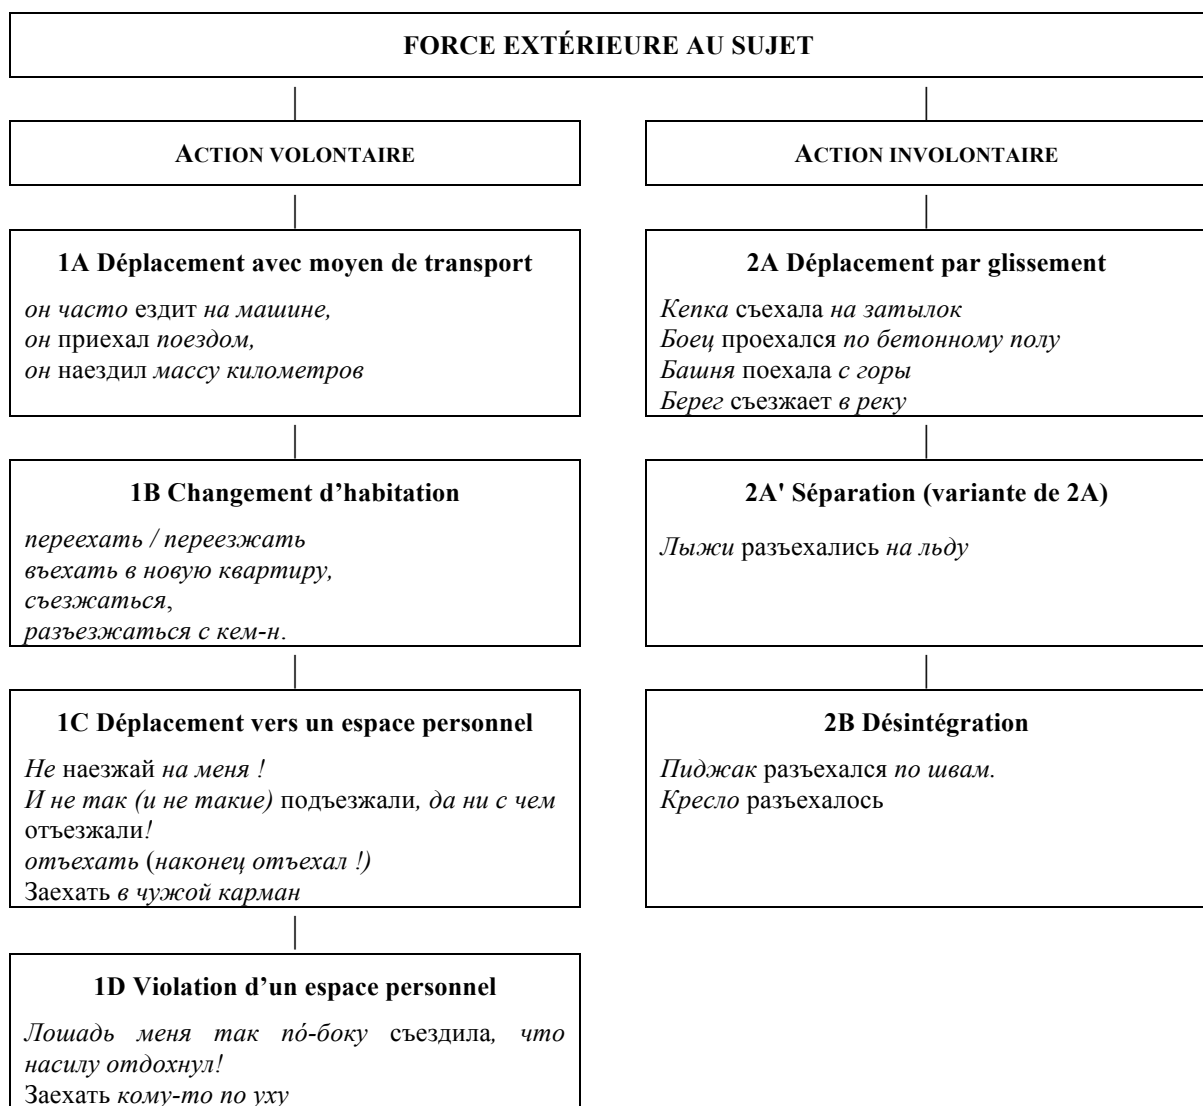 FORCE EXTÉRIEURE AU SUJET
ACTION VOLONTAIRE
ACTION INVOLONTAIRE
1A Déplacement avec moyen de transport
он часто ездит на машине,
он приехал поездом,
он наездил массу километров
2A Déplacement par glissement
Кепка съехала на затылок
Боец проехался по бетонному полу
Башня поехала с горы
Берег съезжает в реку
1B Changement d’habitation
переехать / переезжать
въехать в новую квартиру,
съезжаться,
разъезжаться с кем-н.
2A' Séparation (variante de 2A)
Лыжи разъехались на льду
1C Déplacement vers un espace personnel
Не наезжай на меня !
И не так (и не такие) подъезжали, да ни с чем
отъезжали!
отъехать (наконец отъехал !)
Заехать в чужой карман
2B Désintégration
Пиджак разъехался по швам.
Кресло разъехалось
1D Violation d’un espace personnel
Лошадь меня так пó-боку съездила, что
насилу отдохнул!
Заехать кому-то по уху